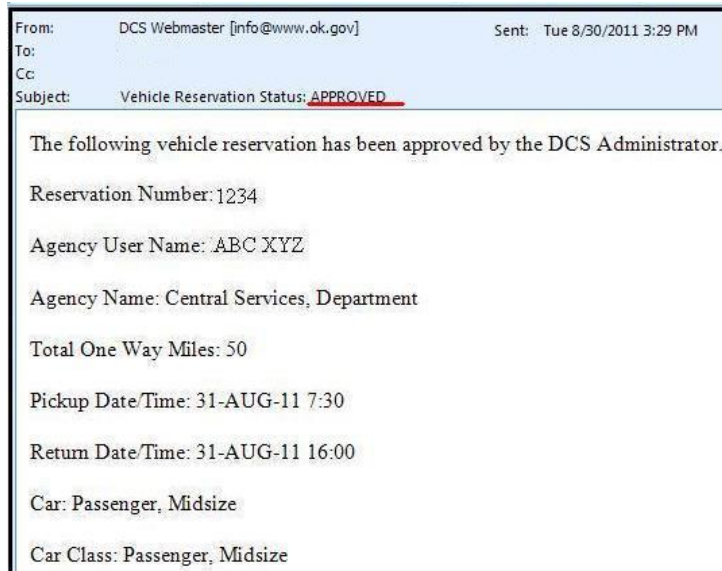 From: DCS Webmaster [info@www.ok.gov] Sent: Tue 8/30/2011 3:29 PM
To:
Cc:
Subject: Vehicle Reservation Status: APPROVED
The following vehicle reservation has been approved by the DCS Administrator.
Reservation Number: 1234
Agency User Name: ABC XYZ
Agency Name: Central Services, Department
Total One Way Miles: 50
Pickup Date/Time: 31-AUG-11 7:30
Return Date/Time: 31-AUG-11 16:00
Car: Passenger, Midsize
Car Class: Passenger, Midsize